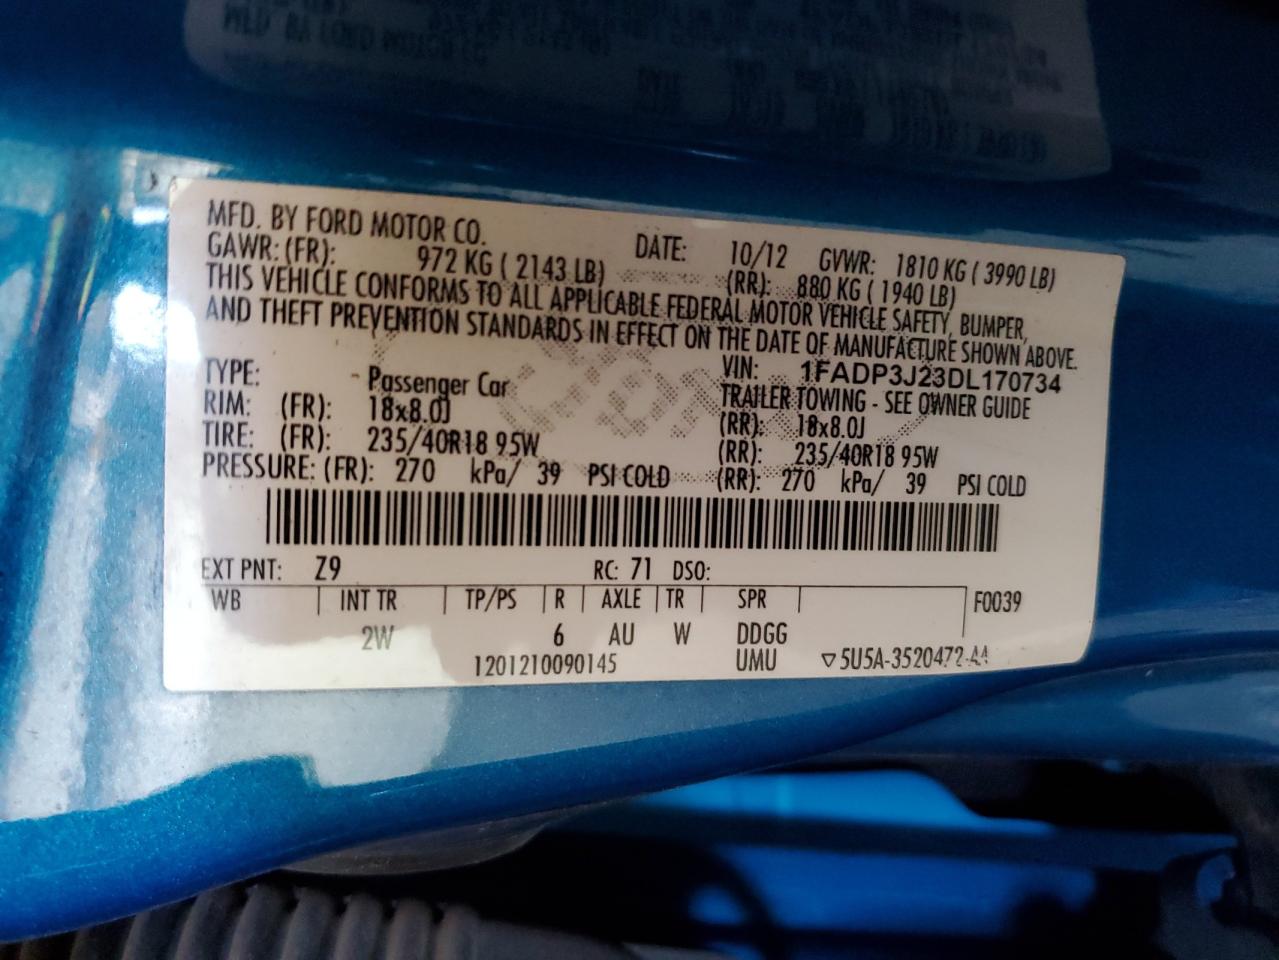 MFD. BY FORD MOTOR CO. DATE: 10/12 GVWR: 1810 KG ( 3990 LB)
GAWR: (FR): 972 KG ( 2143 LB) (RR): 880 KG ( 1940 LB)
THIS VEHICLE CONFORMS TO ALL APPLICABLE FEDERAL MOTOR VEHICLE SAFETY, BUMPER,
AND THEFT PREVENTION STANDARDS IN EFFECT ON THE DATE OF MANUFACTURE SHOWN ABOVE.
VIN: 1FADP3J23DL170734
TYPE: Passenger Car TRAILER TOWING - SEE OWNER GUIDE
RIM: (FR): 18x8.0J (RR): 18x8.0J
TIRE: (FR): 235/40R18 95W (RR): 235/40R18 95W
PRESSURE: (FR): 270 kPa/ 39 PSI COLD (RR): 270 kPa/ 39 PSI COLD
EXT PNT: Z9 RC: 71 DSO:
WB INT TR TP/PS R AXLE TR SPR F0039
2W 6 AU W DDGG
1201210090145 UMU ▽5U5A-3520472-AA